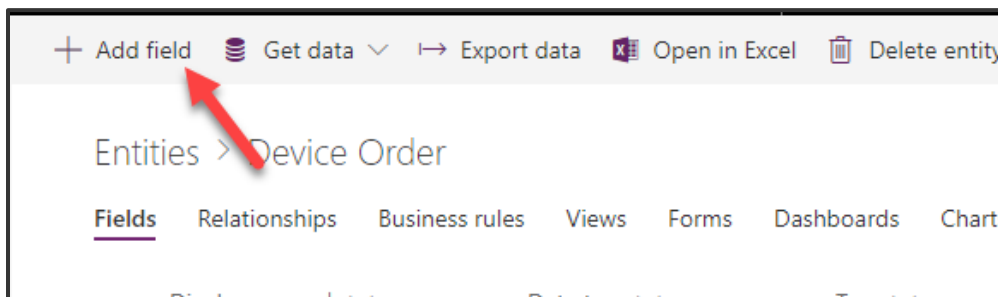 Add field Get data Export data Open in Excel Delete entity
Entities > Device Order
Fields Relationships Business rules Views Forms Dashboards Chart